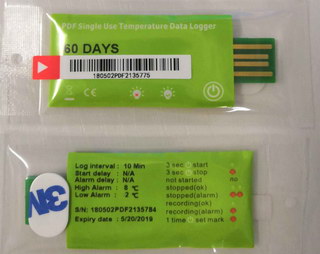 PDF Single Use Temperature Data Logger
60 DAYS
180502PDF2135775
CE
Log interval : 10 Min
Start delay : N/A
Alarm delay : N/A
High Alarm : 8 ℃
Low Alarm : 2 ℃
S/N: 180502PDF2135784
Expiry date : 5/20/2019
3 sec start
3 sec stop
not started no
stopped(ok)
stopped(alarm)
recording(ok)
recording(alarm)
1 time set mark